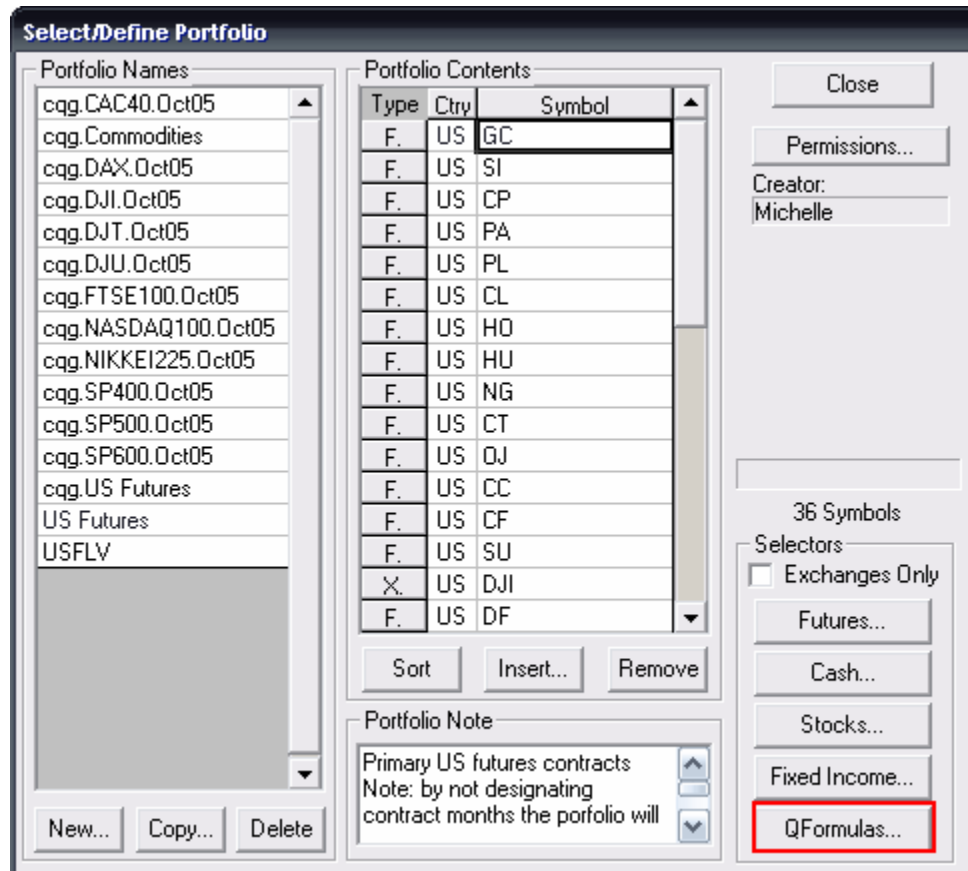 Select/Define Portfolio
Portfolio Names
cqg.CAC40.Oct05
cqg.Commodities
cqg.DAX.Oct05
cqg.DJI.Oct05
cqg.DJT.Oct05
cqg.DJU.Oct05
cqg.FTSE100.Oct05
cqg.NASDAQ100.Oct05
cqg.NIKKEI225.Oct05
cqg.SP400.Oct05
cqg.SP500.Oct05
cqg.SP600.Oct05
cqg.US Futures
US Futures
USFLV
New... Copy... Delete
Portfolio Contents
Type Ctry Symbol
F. US GC
F. US SI
F. US CP
F. US PA
F. US PL
F. US CL
F. US HO
F. US HU
F. US NG
F. US CT
F. US OJ
F. US CC
F. US CF
F. US SU
X. US DJI
F. US DF
Sort Insert... Remove
Portfolio Note
Primary US futures contracts
Note: by not designating
contract months the porfolio will
Close
Permissions...
Creator:
Michelle
36 Symbols
Selectors
Exchanges Only
Futures...
Cash...
Stocks...
Fixed Income...
QFormulas...